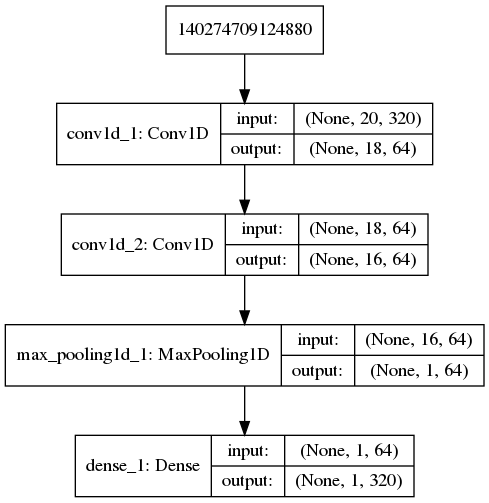 140274709124880
conv1d_1: Conv1D
input:
(None, 20, 320)
output:
(None, 18, 64)
conv1d_2: Conv1D
input:
(None, 18, 64)
output:
(None, 16, 64)
max_pooling1d_1: MaxPooling1D
input:
(None, 16, 64)
output:
(None, 1, 64)
dense_1: Dense
input:
(None, 1, 64)
output:
(None, 1, 320)